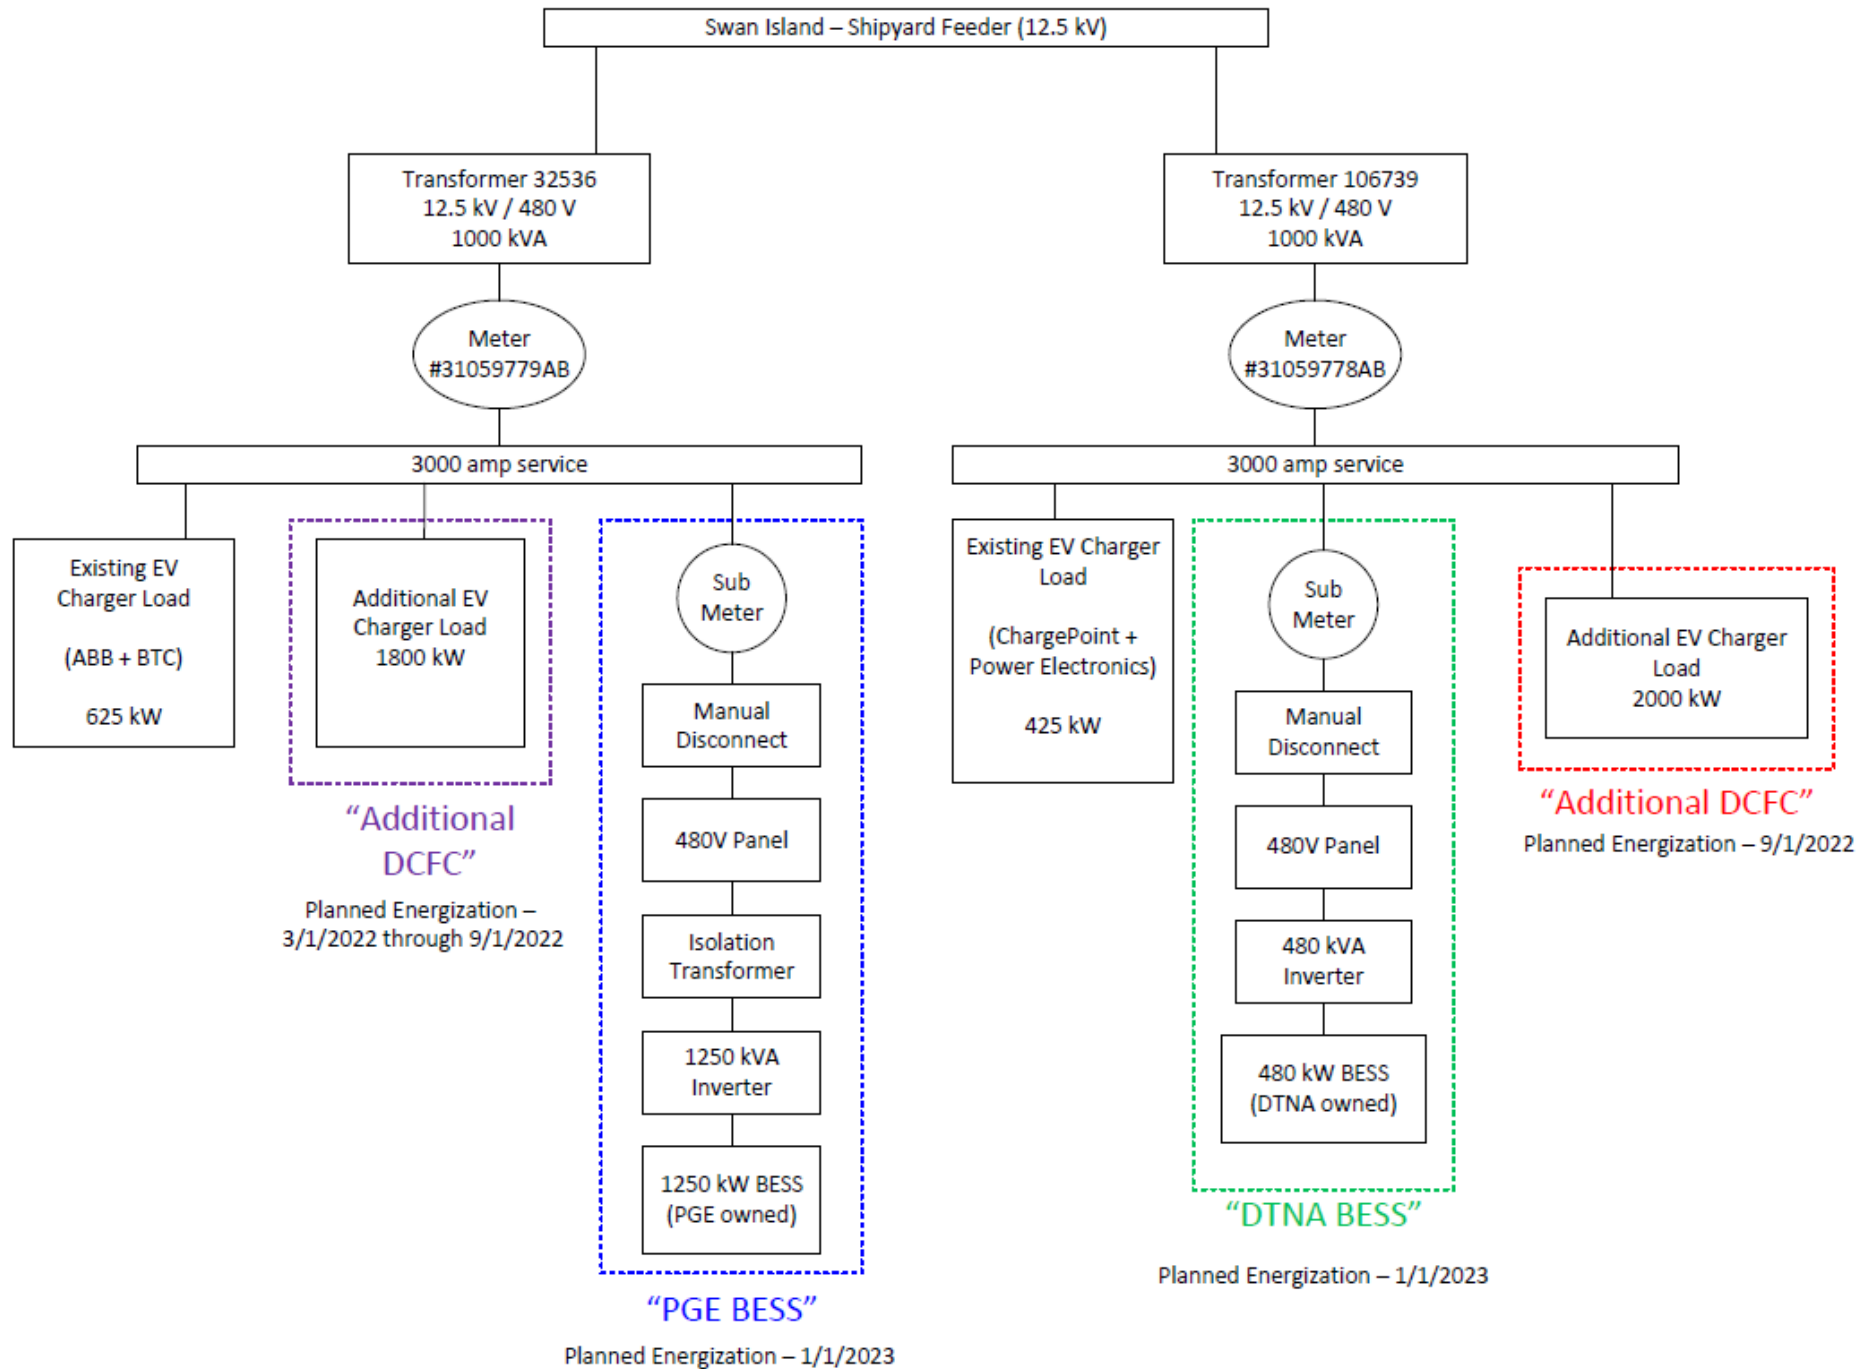 Swan Island – Shipyard Feeder (12.5 kV)
Transformer 32536
12.5 kV / 480 V
1000 kVA
Transformer 106739
12.5 kV / 480 V
1000 kVA
Meter
#31059779AB
Meter
#31059778AB
3000 amp service
3000 amp service
Existing EV
Charger Load
(ABB + BTC)
625 kW
Additional EV
Charger Load
1800 kW
“Additional
DCFC”
Planned Energization –
3/1/2022 through 9/1/2022
Sub
Meter
Manual
Disconnect
480V Panel
Isolation
Transformer
1250 kVA
Inverter
1250 kW BESS
(PGE owned)
“PGE BESS”
Planned Energization – 1/1/2023
Existing EV Charger
Load
(ChargePoint +
Power Electronics)
425 kW
Sub
Meter
Manual
Disconnect
480V Panel
480 kVA
Inverter
480 kW BESS
(DTNA owned)
“DTNA BESS”
Planned Energization – 1/1/2023
Additional EV Charger
Load
2000 kW
“Additional DCFC”
Planned Energization – 9/1/2022